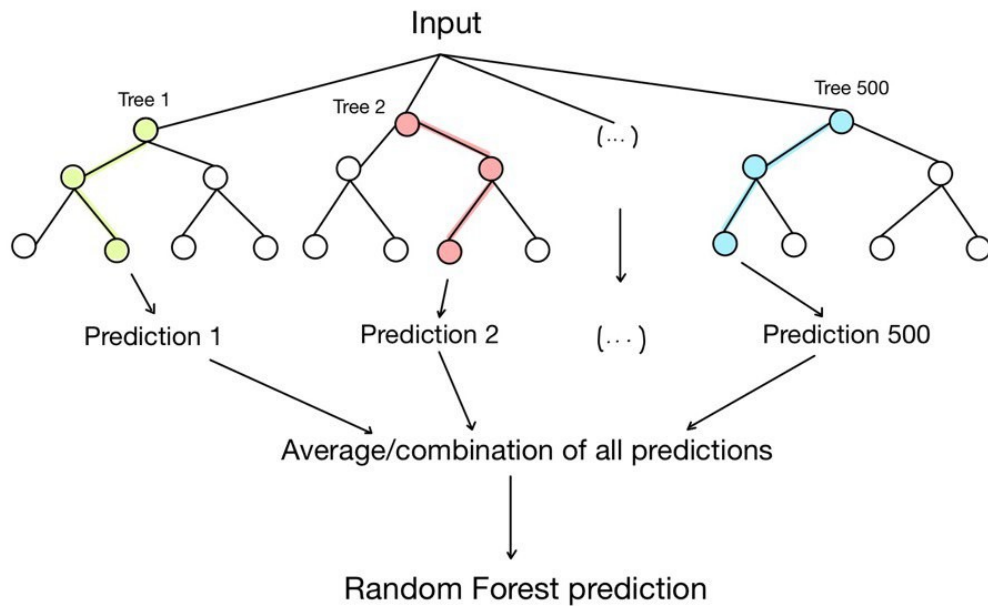 Input
Tree 1
Tree 2
Tree 500
(...)
Prediction 1
Prediction 2
(...)
Prediction 500
Average/combination of all predictions
Random Forest prediction